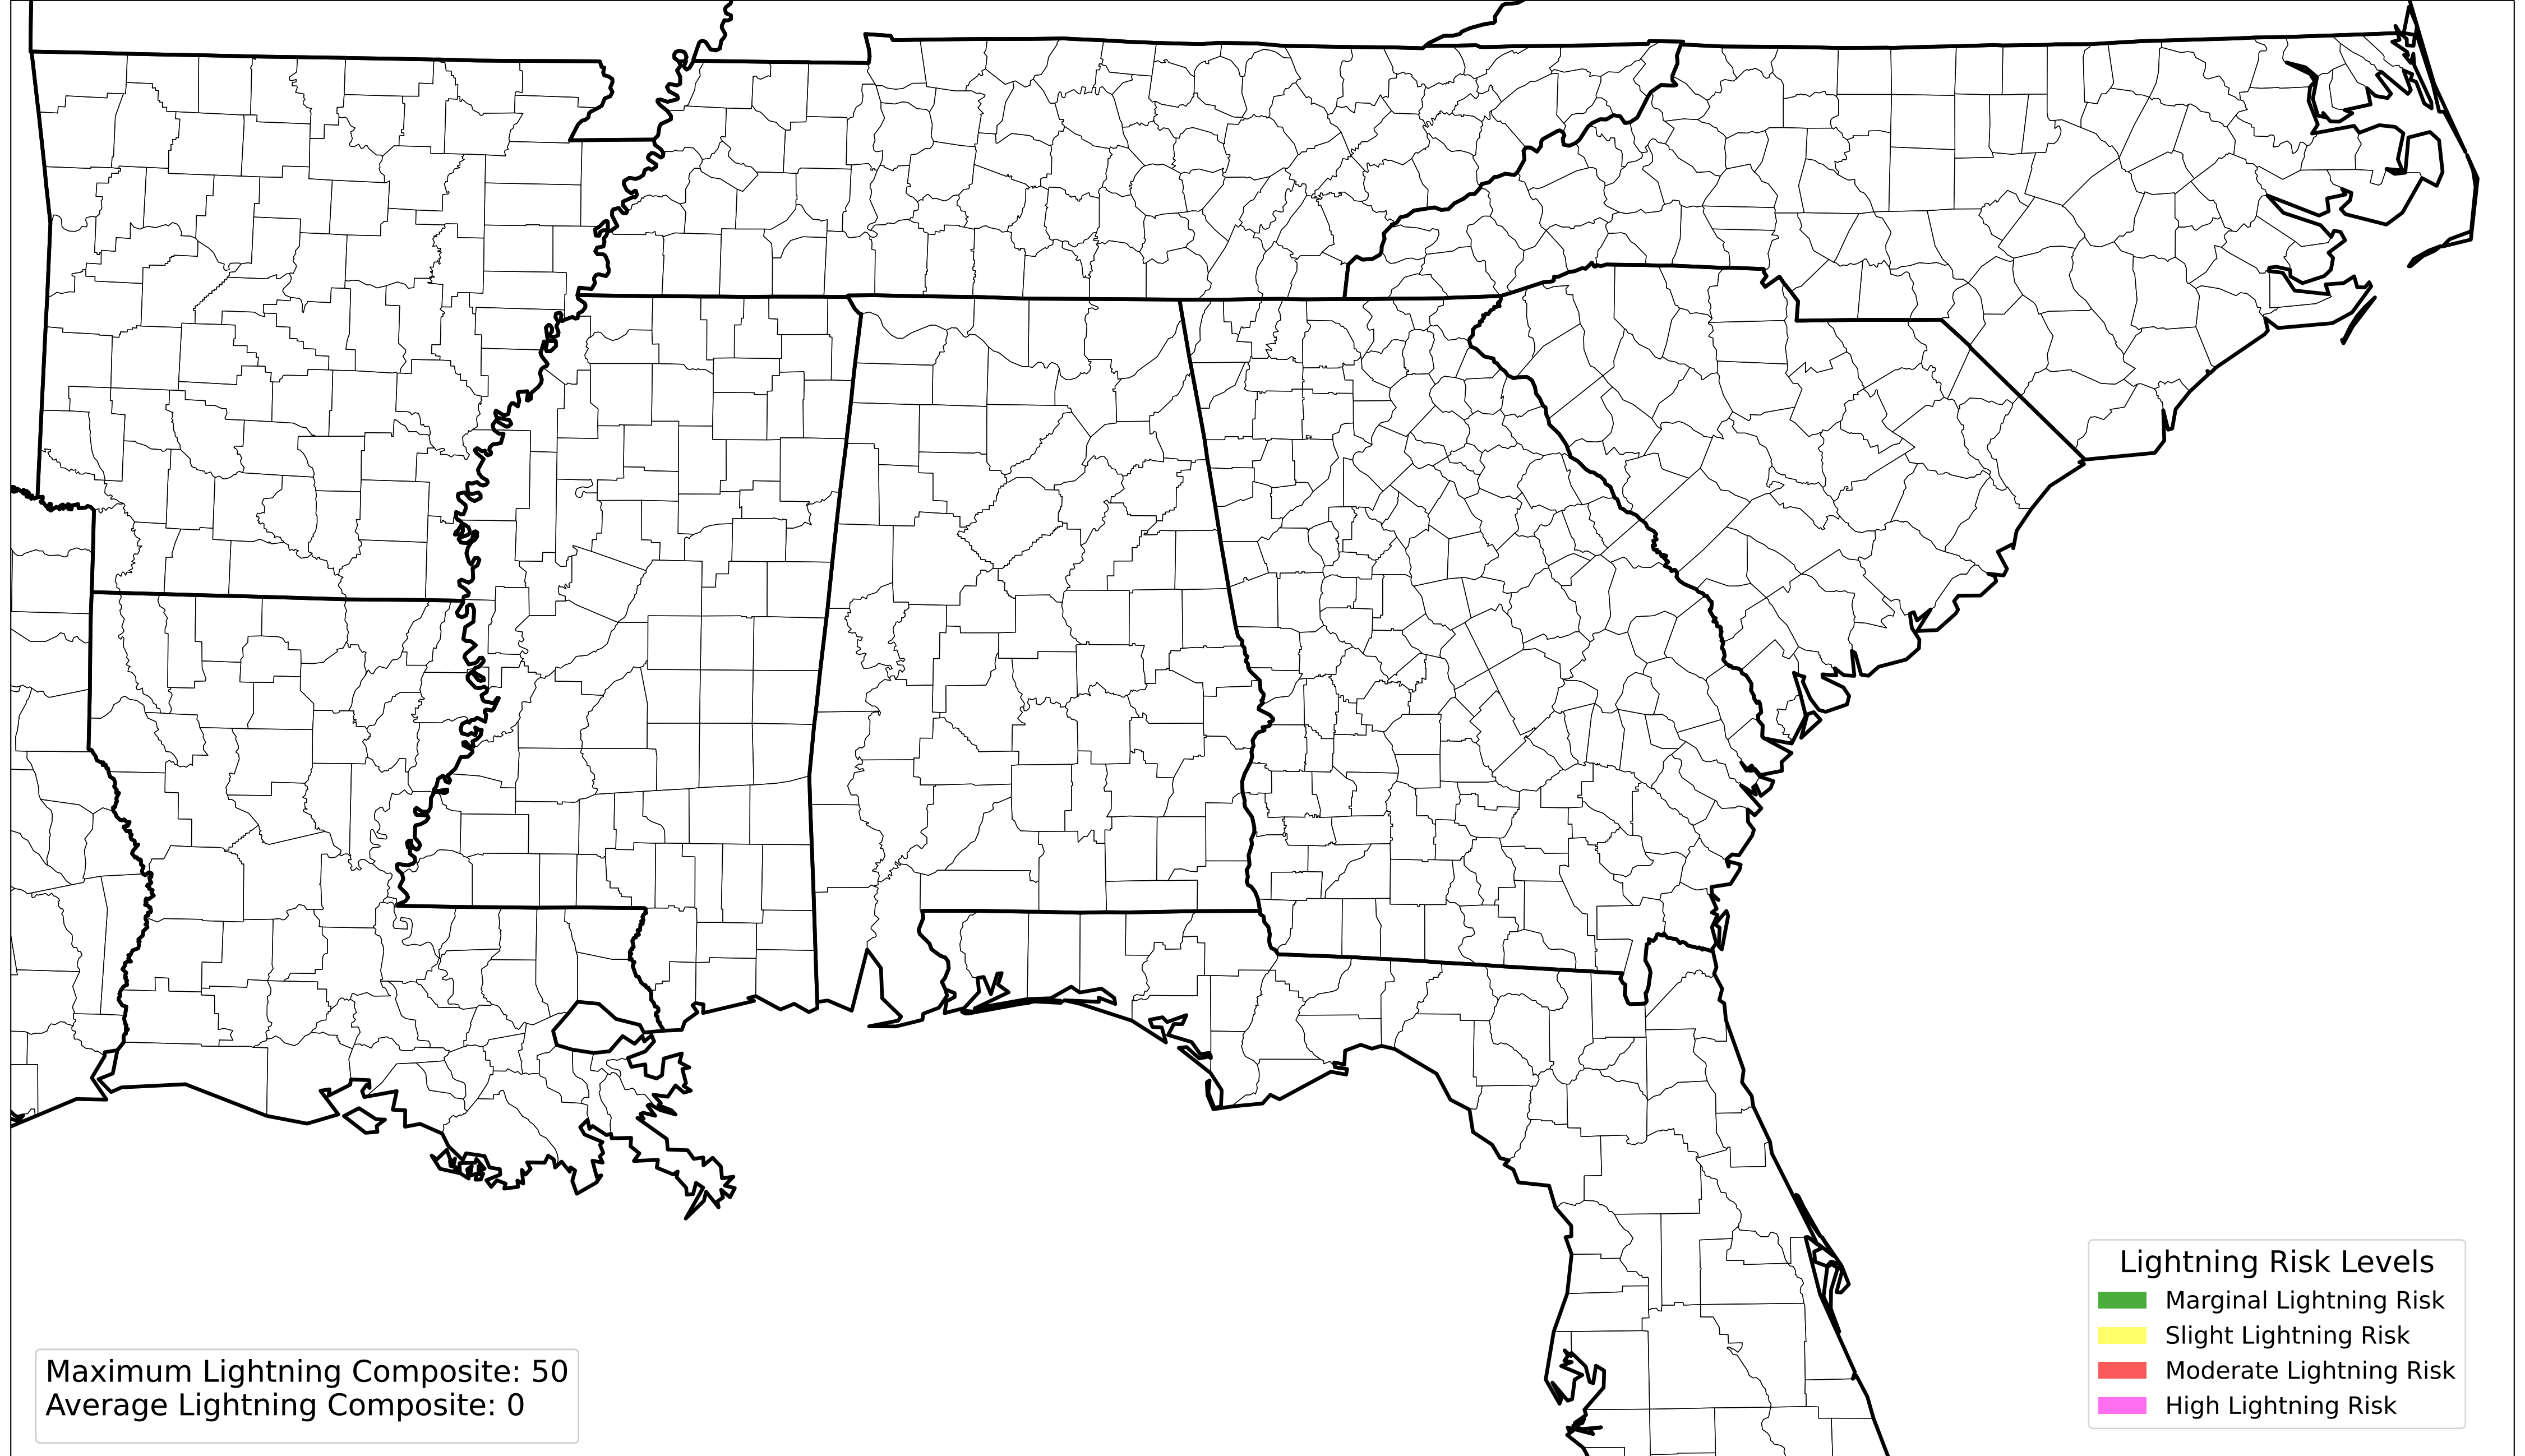 Maximum Lightning Composite: 50
Average Lightning Composite: 0
Lightning Risk Levels
Marginal Lightning Risk
Slight Lightning Risk
Moderate Lightning Risk
High Lightning Risk